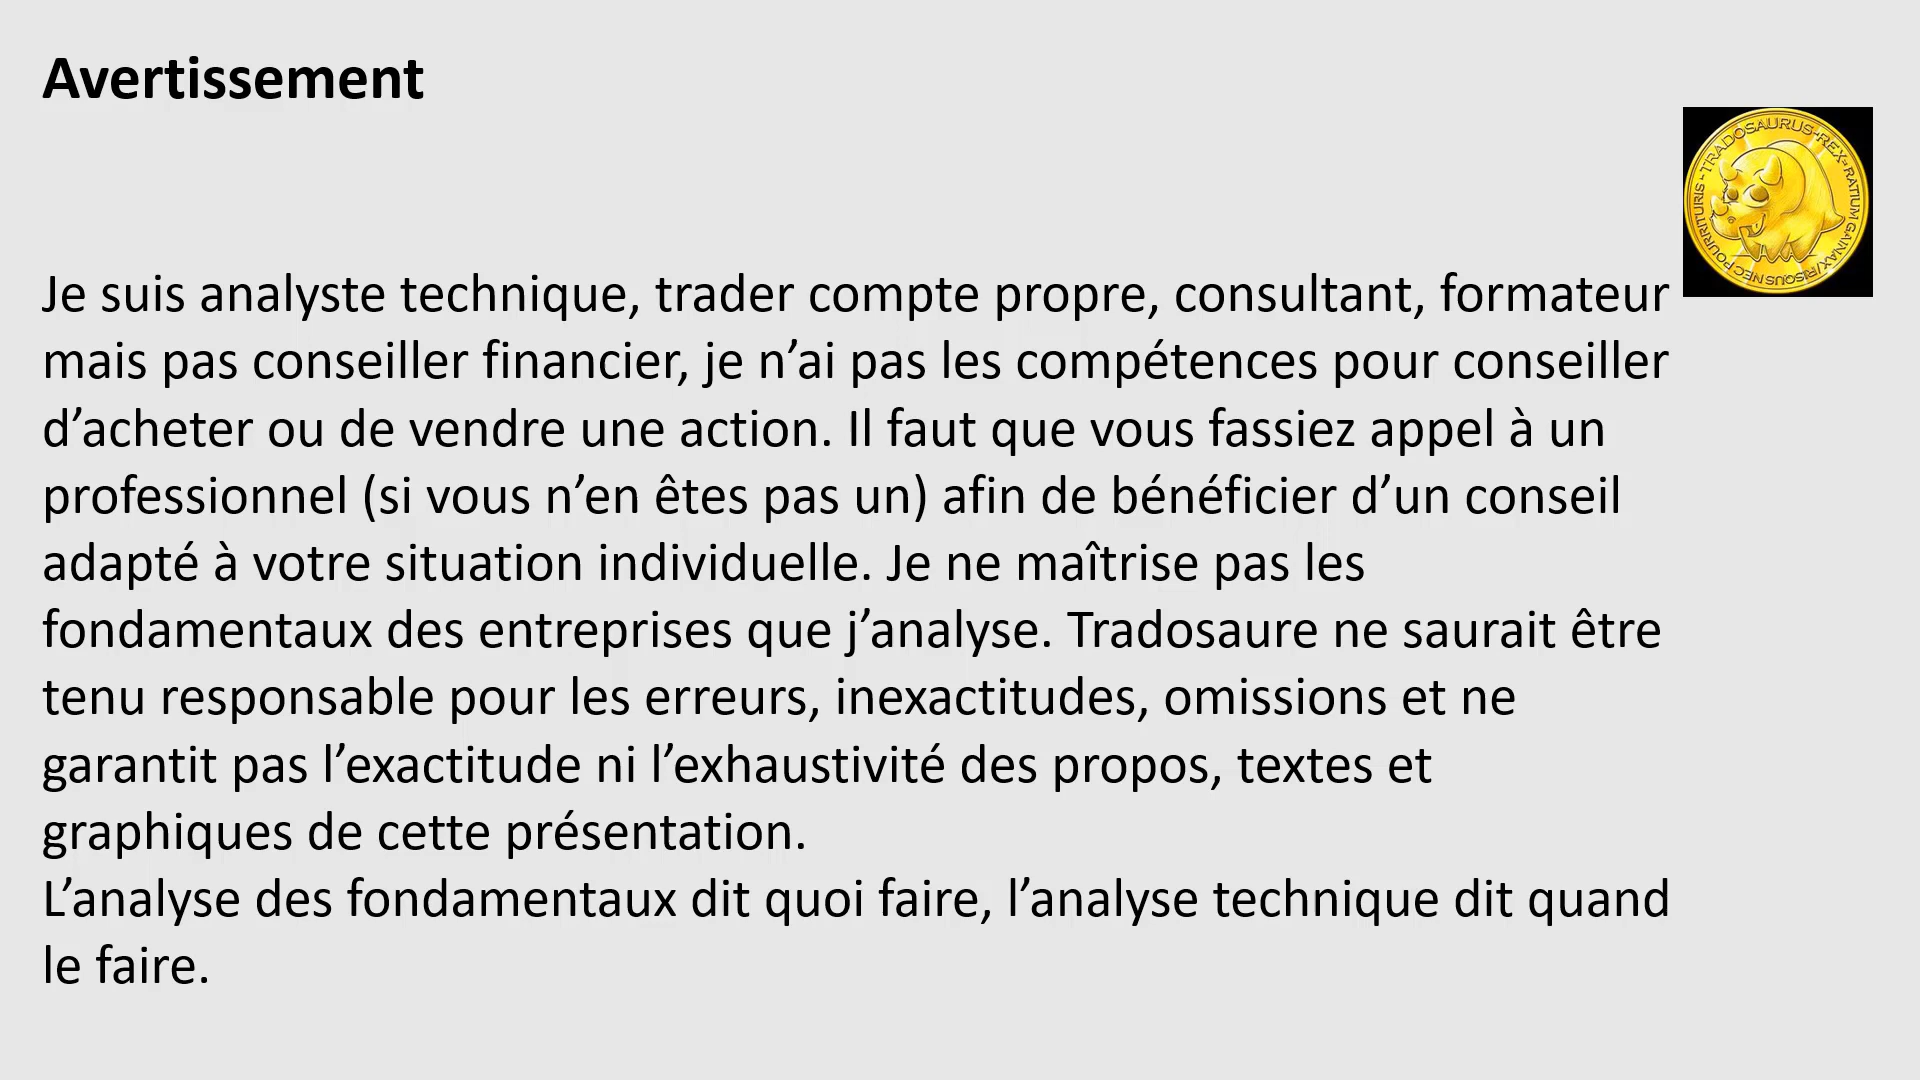 Avertissement
TRADOSAURUS-REX-RATIUM GAINAX/RISQUS NEC POURRITURIS-
Je suis analyste technique, trader compte propre, consultant, formateur
mais pas conseiller financier, je n’ai pas les compétences pour conseiller
d’acheter ou de vendre une action. Il faut que vous fassiez appel à un
professionnel (si vous n’en êtes pas un) afin de bénéficier d’un conseil
adapté à votre situation individuelle. Je ne maîtrise pas les
fondamentaux des entreprises que j’analyse. Tradosaure ne saurait être
tenu responsable pour les erreurs, inexactitudes, omissions et ne
garantit pas l’exactitude ni l’exhaustivité des propos, textes et
graphiques de cette présentation.
L’analyse des fondamentaux dit quoi faire, l’analyse technique dit quand
le faire.